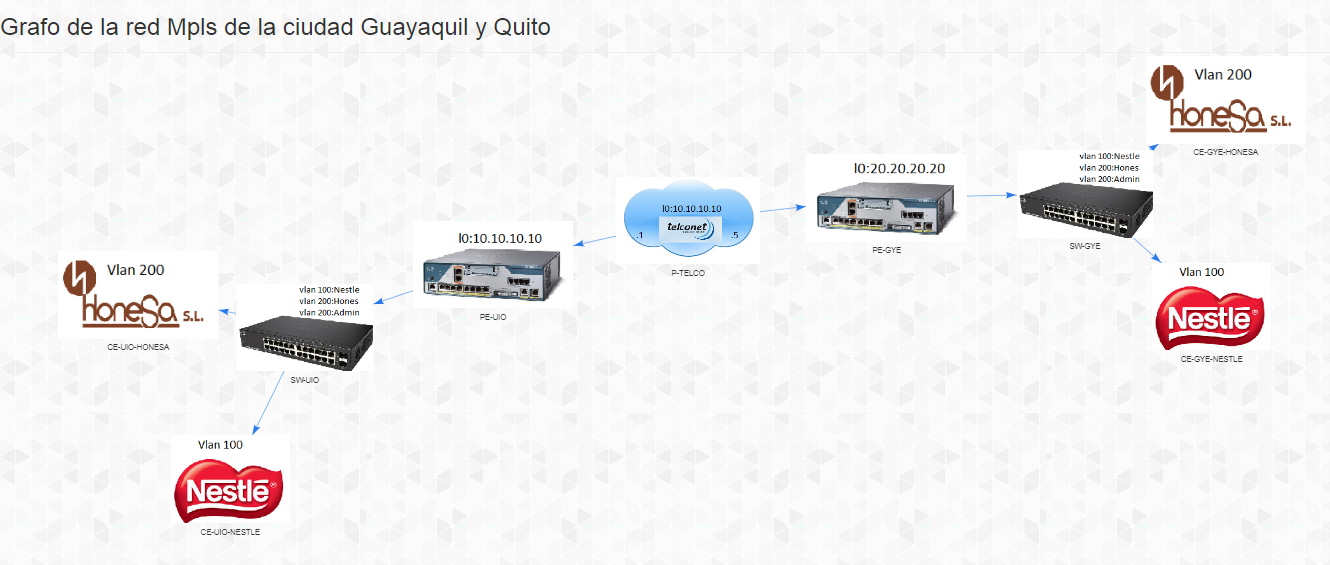 Grafo de la red Mpls de la ciudad Guayaquil y Quito
Vlan 200
HoneSa S.L.
CE-GYE-HONESA
vlan 100:Nestle
vlan 200:Hones
vlan 200:Admin
SW-GYE
l0:20.20.20.20
PE-GYE
l0:10.10.10.10
telconet
.1
.5
P-TELCO
l0:10.10.10.10
PE-UIO
Vlan 100
Nestlé®
CE-GYE-NESTLE
Vlan 200
HoneSa S.L.
CE-UIO-HONESA
vlan 100:Nestle
vlan 200:Hones
vlan 200:Admin
SW-UIO
Vlan 100
Nestlé®
CE-UIO-NESTLE